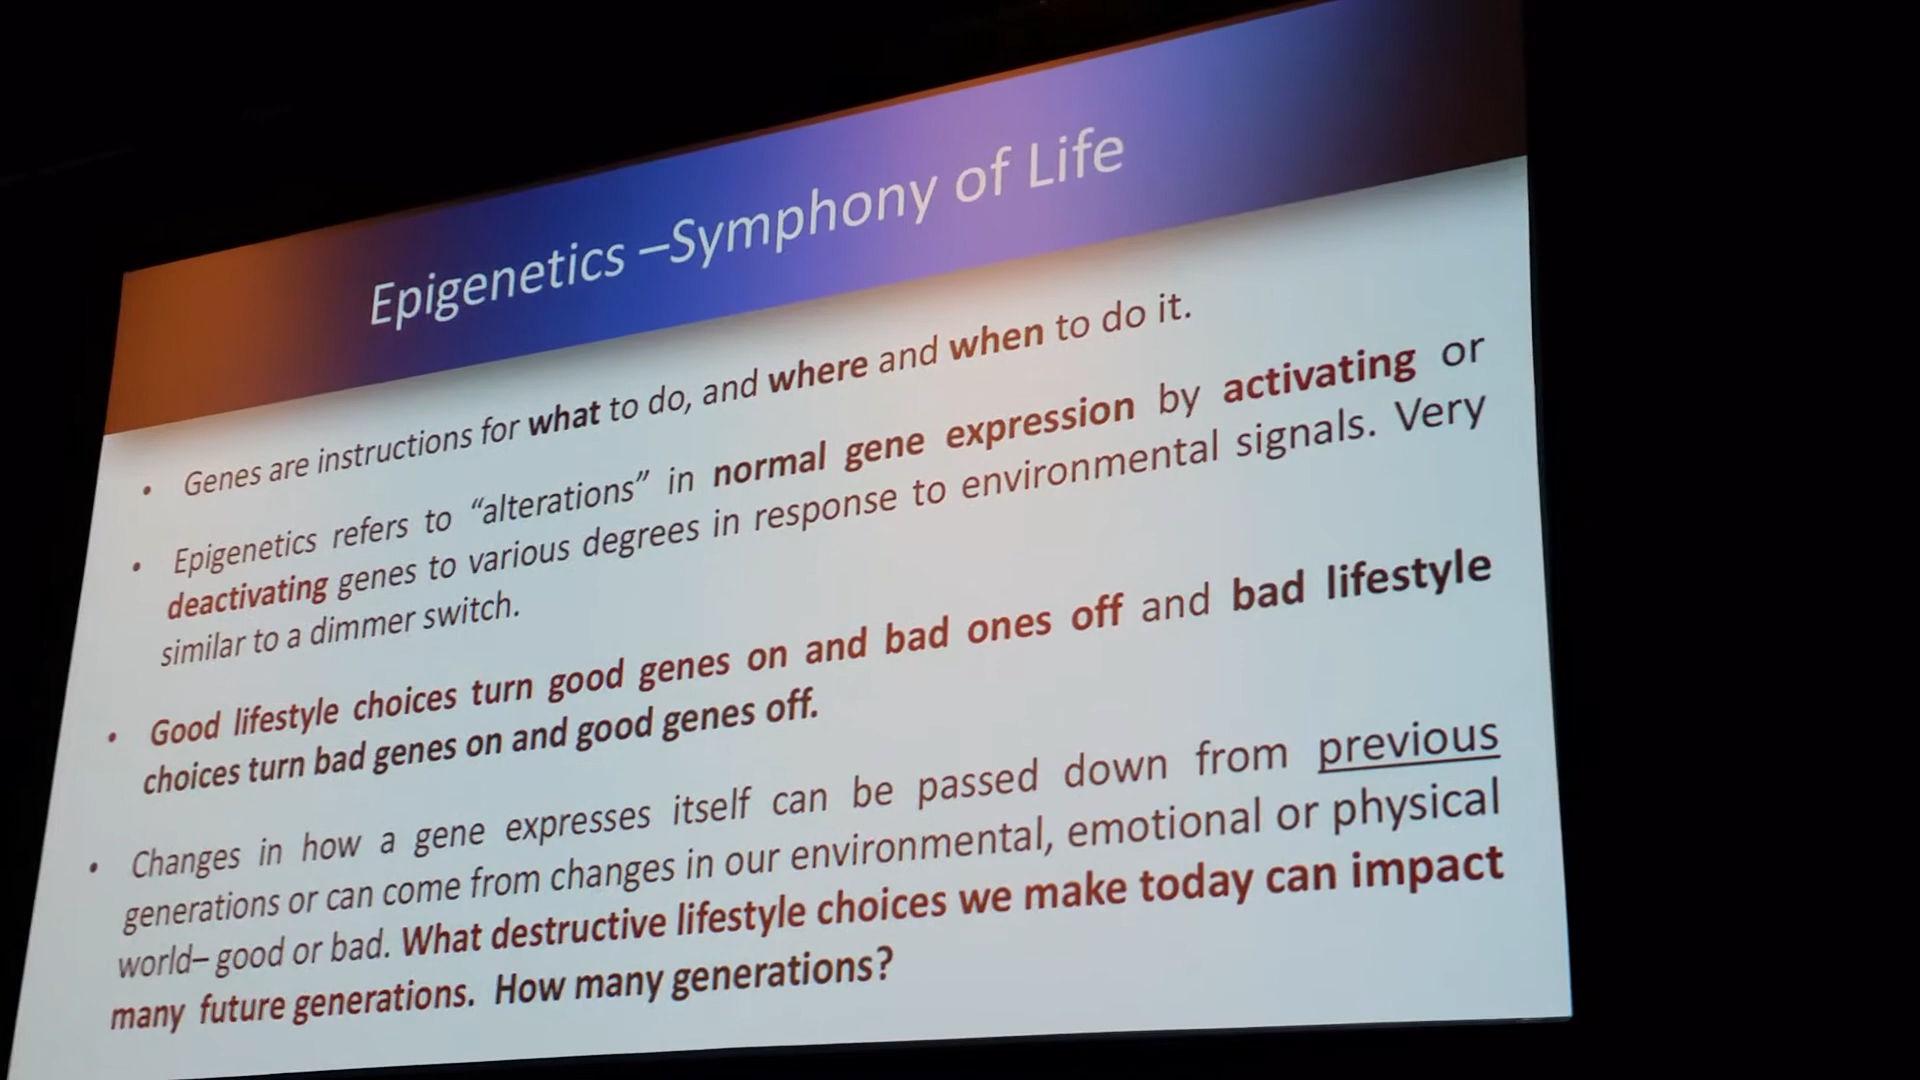 Epigenetics –Symphony of Life
• Genes are instructions for what to do, and where and when to do it.
• Epigenetics refers to “alterations” in normal gene expression by activating or
deactivating genes to various degrees in response to environmental signals. Very
similar to a dimmer switch.
• Good lifestyle choices turn good genes on and bad ones off and bad lifestyle
choices turn bad genes on and good genes off.
• Changes in how a gene expresses itself can be passed down from previous
generations or can come from changes in our environmental, emotional or physical
world– good or bad. What destructive lifestyle choices we make today can impact
many future generations. How many generations?